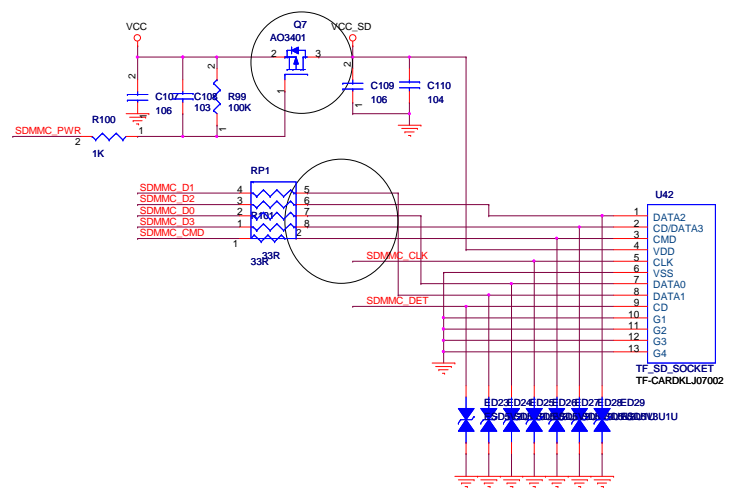 Q7
VCC
VCC_SD
AO3401
2
3
2
2
2
C107
C108
R99
C109
C110
106
103
100K
106
104
1
1
1
1
R100
SDMMC_PWR
1
2
1K
RP1
SDMMC_D1
4
5
SDMMC_D2
3
6
SDMMC_D0
2
R101
7
SDMMC_D3
1
8
SDMMC_CMD
2
1
33R
33R
SDMMC_CLK
SDMMC_DET
U42
1
DATA2
2
CD/DATA3
3
CMD
4
VDD
5
CLK
6
VSS
7
DATA0
8
DATA1
9
CD
10
G1
11
G2
12
G3
13
G4
TF_SD_SOCKET
TF-CARDKLJ07002
ED23
ED24
ED25
ED26
ED27
ED28
ED29